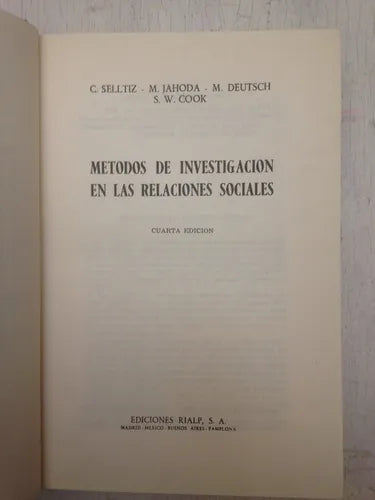 C. SELLTIZ - M. JAHODA - M. DEUTSCH
S. W. COOK
METODOS DE INVESTIGACION
EN LAS RELACIONES SOCIALES
CUARTA EDICION
EDICIONES RIALP, S. A.
MADRID - MEXICO - BUENOS AIRES - PAMPLONA